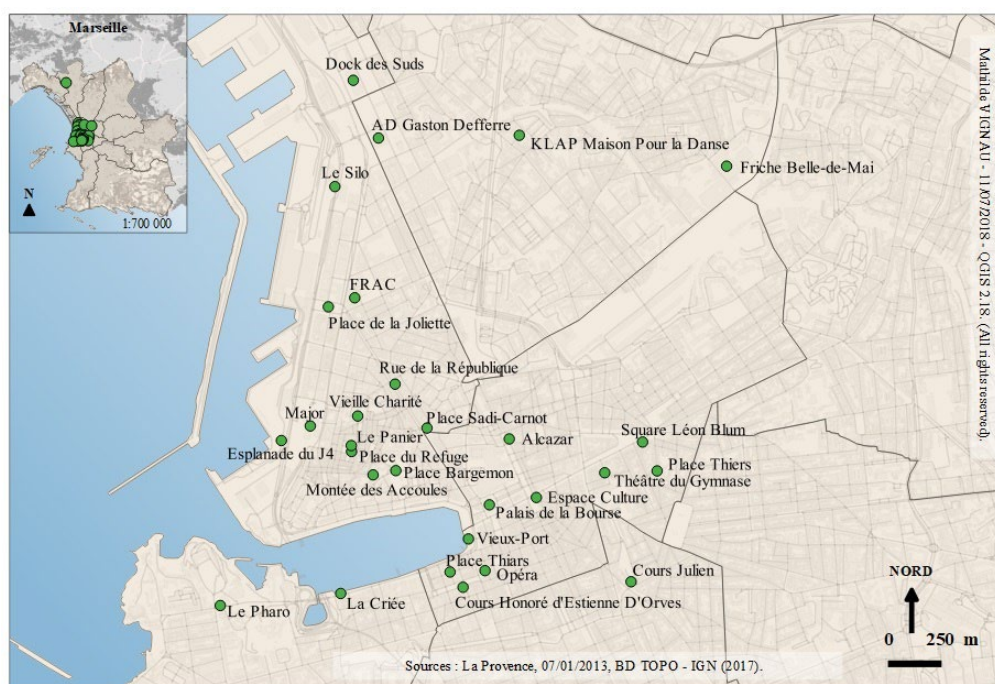 Marseille
N
1:700 000
Dock des Suds
AD Gaston Defferre
KLAP Maison Pour la Danse
Friche Belle-de-Mai
Le Silo
FRAC
Place de la Joliette
Rue de la République
Vieille Charité
Major
Place Sadi-Carnot
Square Léon Blum
Alcazar
Le Panier
Esplanade du J4
Place du Refuge
Place Bargemon
Place Thiers
Théâtre du Gymnase
Montée des Accoules
Espace Culture
Palais de la Bourse
Vieux-Port
Place Thiars
Opéra
Cours Julien
Cours Honoré d'Estienne D'Orves
La Criée
Le Pharo
NORD
0 250 m
Sources : La Provence, 07/01/2013, BD TOPO - IGN (2017).
Mathilde VIGNAU - 11/07/2018 - QGIS 2.18. (All rights reserved).